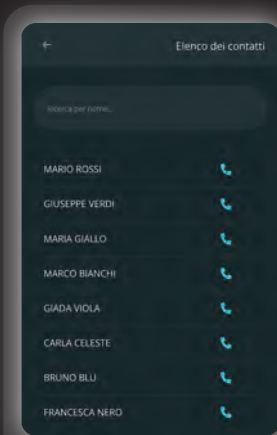 Elenco dei contatti
Ricerca per nome...
MARIO ROSSI
GIUSEPPE VERDI
MARIA GIALLO
MARCO BIANCHI
GIADA VIOLA
CARLA CELESTE
BRUNO BLU
FRANCESCA NERO